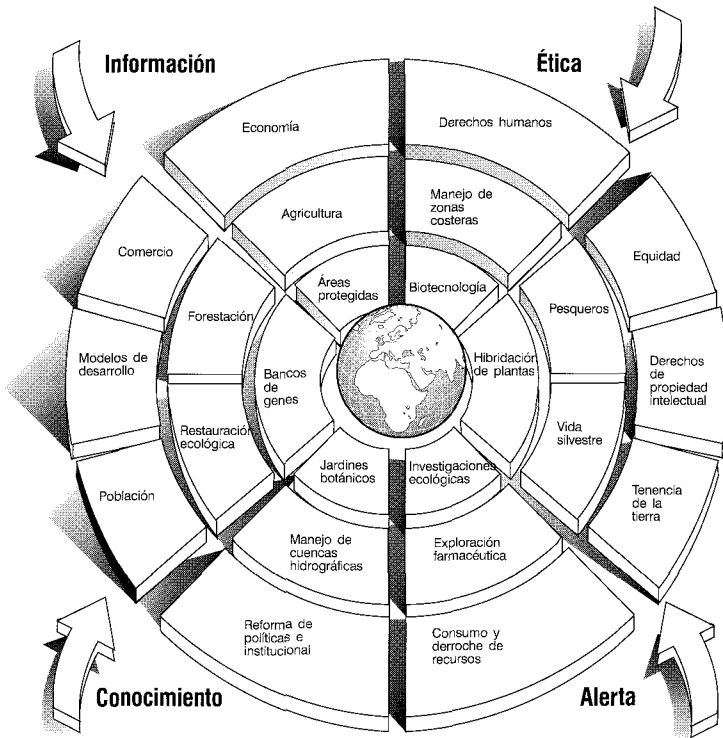 Información
Ética
Economía
Derechos humanos
Agricultura
Manejo de
zonas
costeras
Comercio
Equidad
Áreas
protegidas
Biotecnología
Forestación
Pesqueros
Modelos de
desarrollo
Bancos
de
genes
Hibridación
de plantas
Derechos
de
propiedad
intelectual
Restauración
ecológica
Vida
silvestre
Jardines
botánicos
Investigaciones
ecológicas
Población
Tenencia
de la
tierra
Manejo de
cuencas
hidrográficas
Exploración
farmacéutica
Reforma de
políticas e
institucional
Consumo y
derroche de
recursos
Conocimiento
Alerta